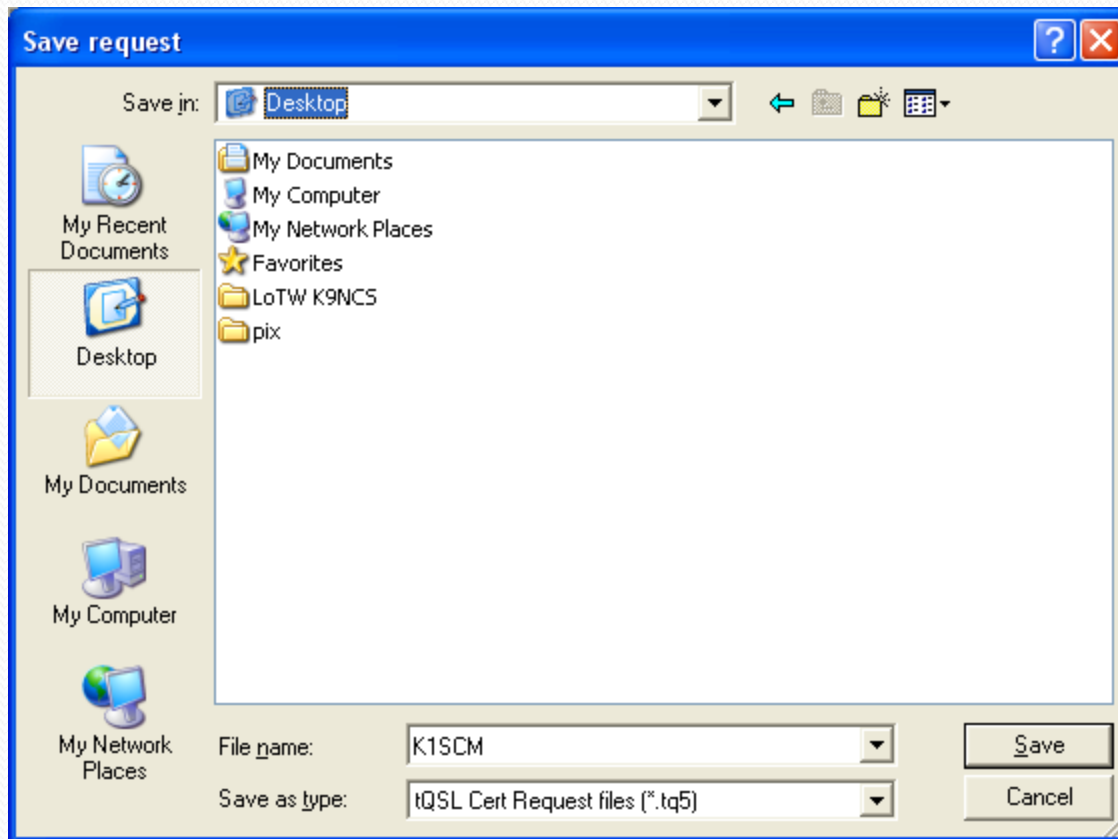 Save request
Save in:
Desktop
My Documents
My Computer
My Network Places
Favorites
LoTW K9NCS
pix
My Recent
Documents
Desktop
My Documents
My Computer
My Network
Places
File name:
K1SCM
Save
Save as type:
tQSL Cert Request files (*.tq5)
Cancel